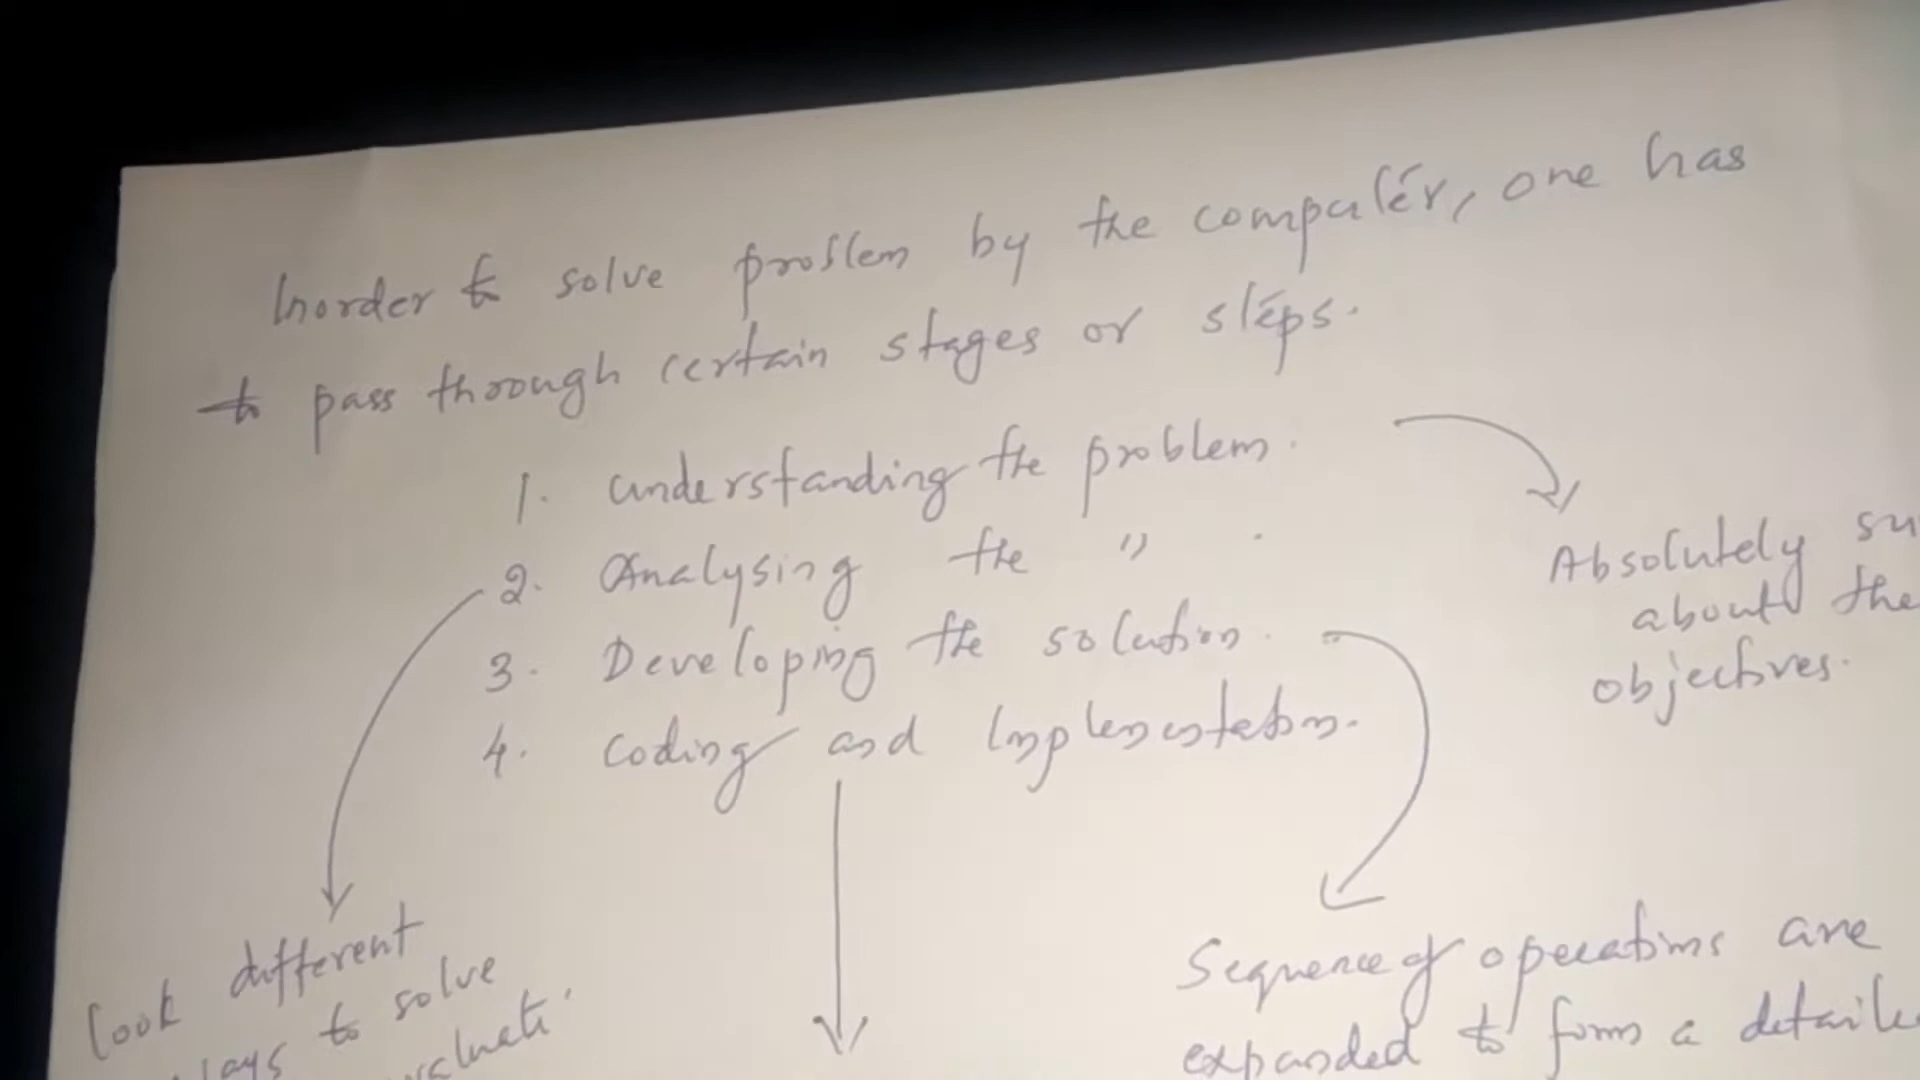 Inorder to solve problem by the computer, one has
to pass through certain stages or steps.
1. Understanding the problem.
2. Analysing the " .
3. Developing the solution.
4. Coding and Implementation.
Absolutely
about the
objectives.
look different
to solve
Sequence of operations are
expanded to form a